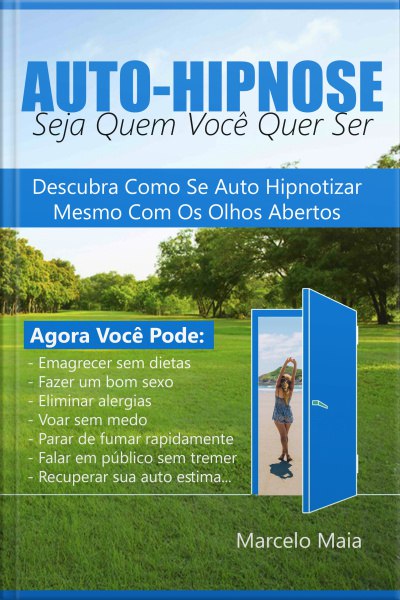 AUTO-HIPNOSE
Seja Quem Você Quer Ser
Descubra Como Se Auto Hipnotizar
Mesmo Com Os Olhos Abertos
Agora Você Pode:
- Emagrecer sem dietas
- Fazer um bom sexo
- Eliminar alergias
- Voar sem medo
- Parar de fumar rapidamente
- Falar em público sem tremer
- Recuperar sua auto estima...
Marcelo Maia